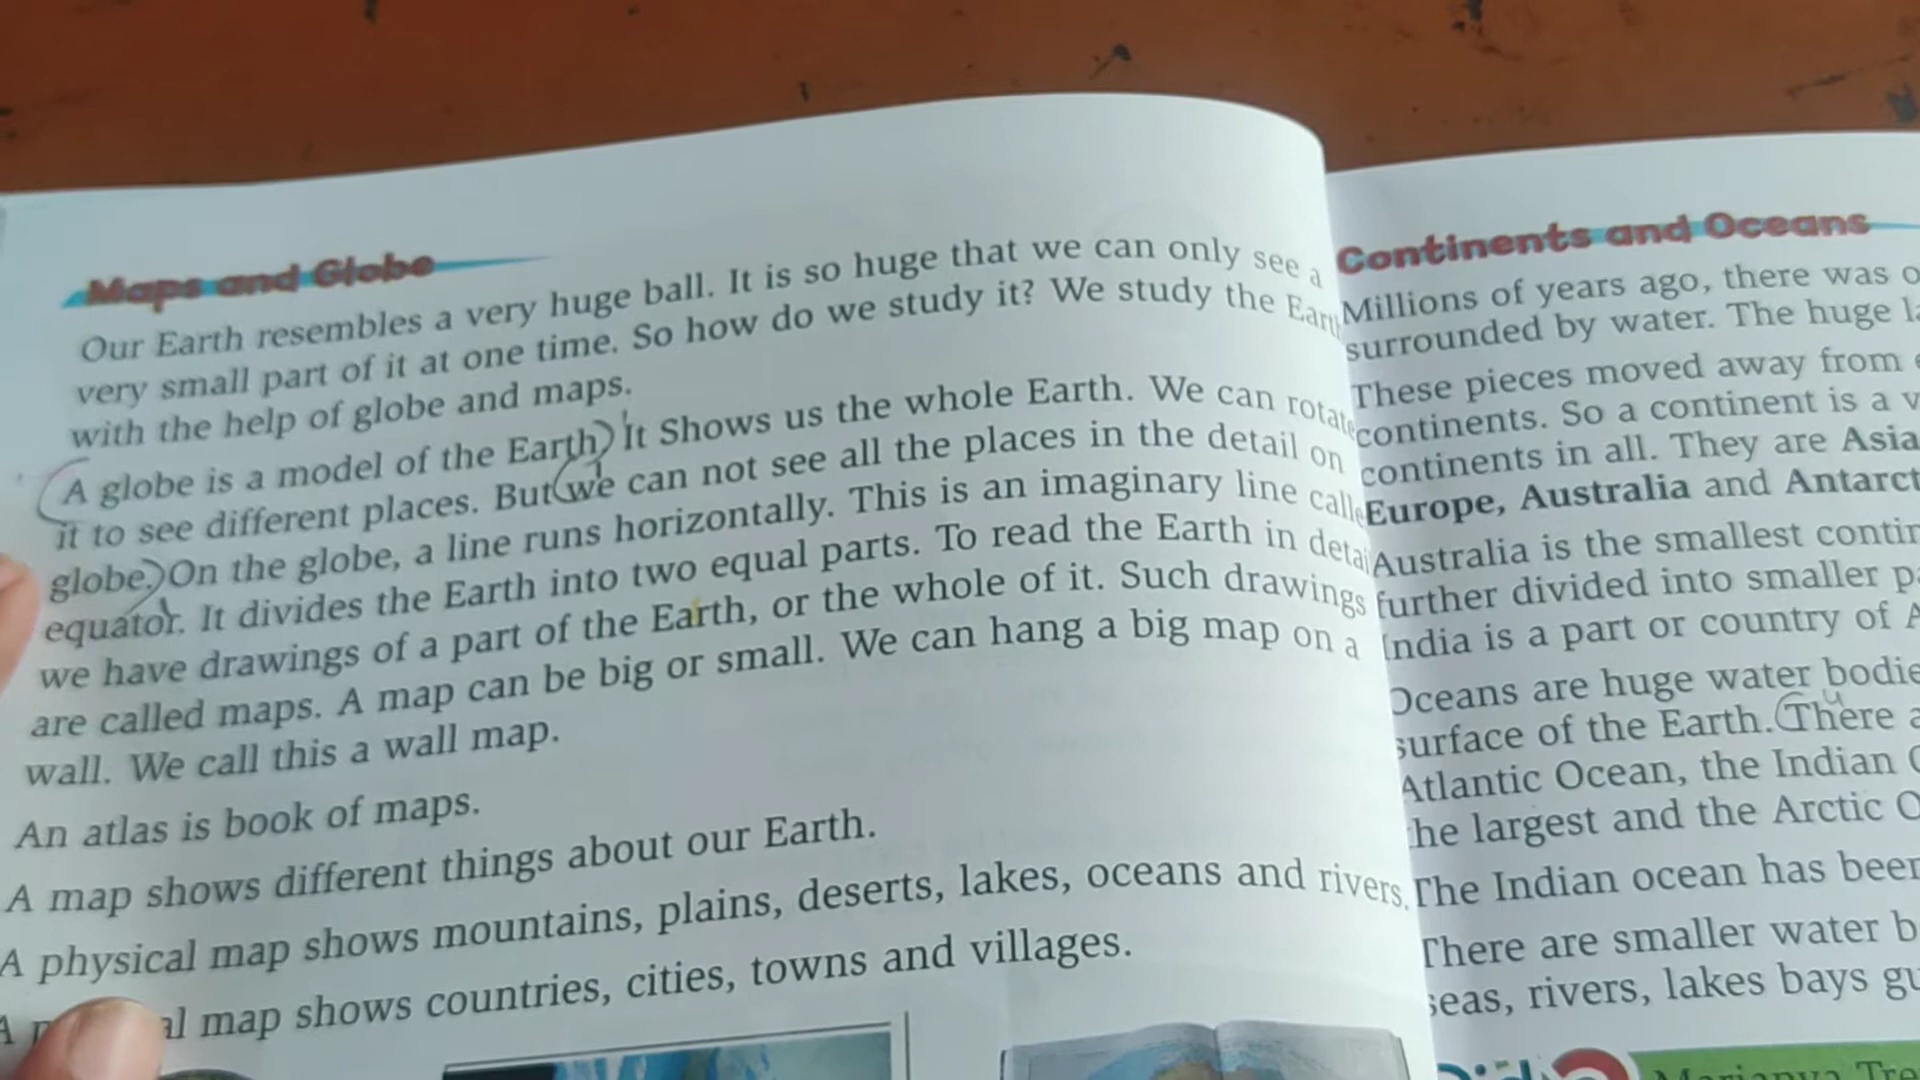 Maps and Globe
Our Earth resembles a very huge ball. It is so huge that we can only see a
very small part of it at one time. So how do we study it? We study the Earth
with the help of globe and maps.
A globe is a model of the Earth. It Shows us the whole Earth. We can rotate
it to see different places. But we can not see all the places in the detail on
globe. On the globe, a line runs horizontally. This is an imaginary line calle
equator. It divides the Earth into two equal parts. To read the Earth in detai
we have drawings of a part of the Earth, or the whole of it. Such drawings
are called maps. A map can be big or small. We can hang a big map on a
wall. We call this a wall map.
An atlas is book of maps.
A map shows different things about our Earth.
A physical map shows mountains, plains, deserts, lakes, oceans and rivers.
A map shows countries, cities, towns and villages.
Continents and Oceans
Millions of years ago, there was
surrounded by water. The huge
These pieces moved away from
continents. So a continent is a
continents in all. They are Asia
Europe, Australia and Antarct
Australia is the smallest contin
further divided into smaller
India is a part or country of
Oceans are huge water bodie
surface of the Earth. There
Atlantic Ocean, the Indian
the largest and the Arctic
The Indian ocean has been
There are smaller water
seas, rivers, lakes bays